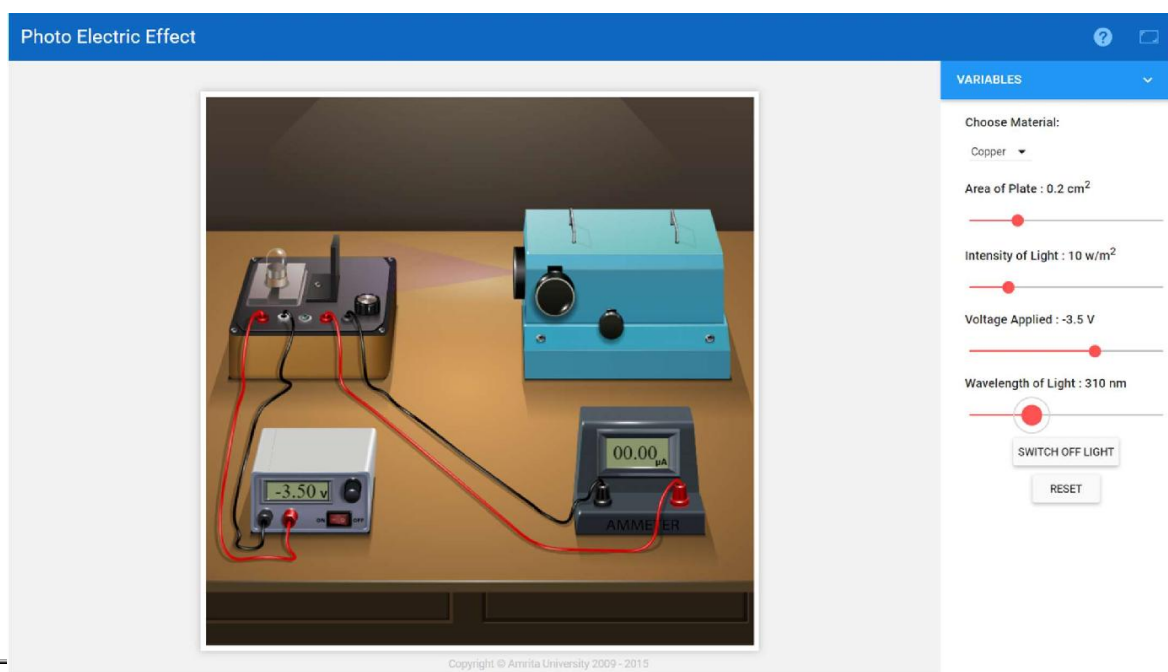 Photo Electric Effect
VARIABLES
Choose Material:
Copper
Area of Plate : 0.2 cm²
Intensity of Light : 10 w/m²
Voltage Applied : -3.5 V
Wavelength of Light : 310 nm
SWITCH OFF LIGHT
RESET
00.00 μA
AMMETER
-3.50 v
ON OFF
Copyright © Amrita University 2009 - 2015